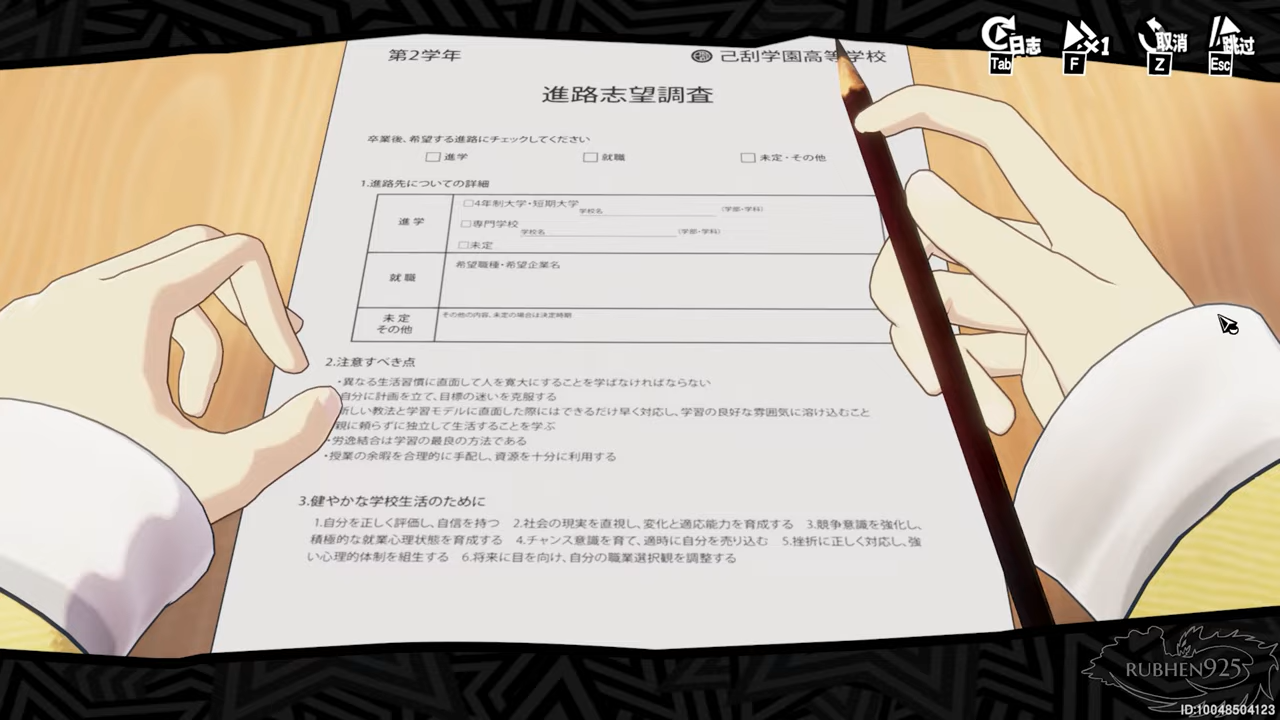 日志
×1
取消
跳过
Tab
F
Z
Esc
第2学年
己刮学園高等学校
進路志望調査
卒業後、希望する進路にチェックしてください
進学 就職 未定・その他
1.進路先についての詳細
進学
4年制大学・短期大学 学校名 (学部・学科)
専門学校 学校名 (学部・学科)
未定
就職
希望職種・希望企業名
未定
その他
その他の内容、未定の場合は決定時期
2.注意すべき点
・異なる生活習慣に直面して人を寛大にすることを学ばなければならない
自分に計画を立て、目標の迷いを克服する
新しい教法と学習モデルに直面した際にはできるだけ早く対応し、学習の良好な雰囲気に溶け込むこと
親に頼らずに独立して生活することを学ぶ
・労逸結合は学習の最良の方法である
・授業の余暇を合理的に手配し、資源を十分に利用する
3.健やかな学校生活のために
1.自分を正しく評価し、自信を持つ 2.社会の現実を直視し、変化と適応能力を育成する 3.競争意識を強化し、
積極的な就業心理状態を育成する 4.チャンス意識を育て、適時に自分を売り込む 5.挫折に正しく対応し、強
い心理的体制を組生する 6.将来に目を向け、自分の職業選択観を調整する
RUBHEN925
ID:10048504123